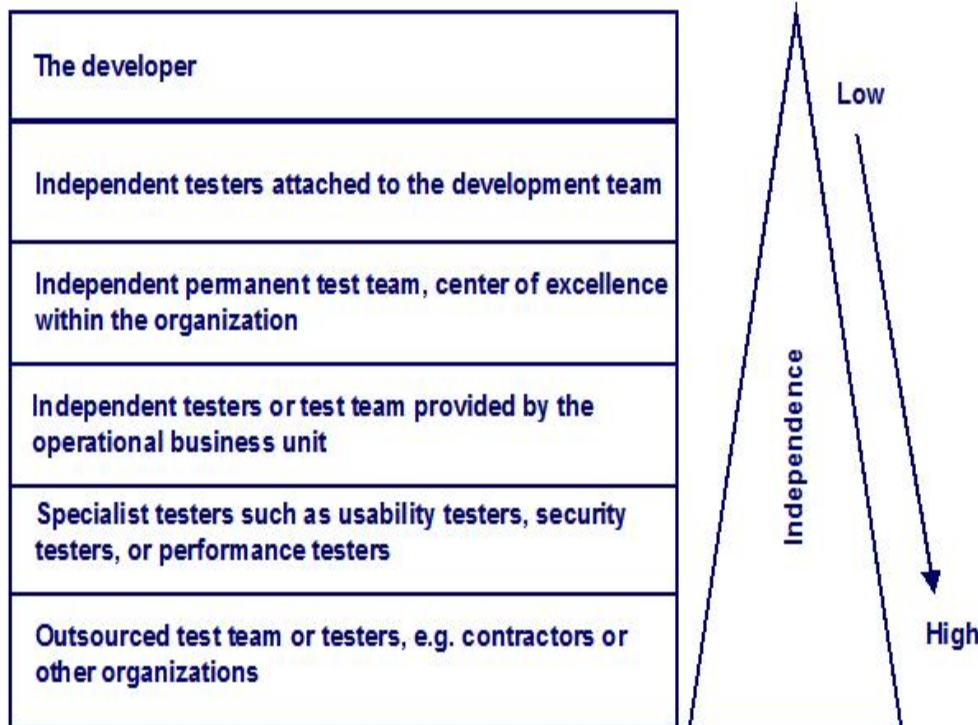 The developer
Low
Independent testers attached to the development team
Independent permanent test team, center of excellence
within the organization
Independent testers or test team provided by the
operational business unit
Independence
Specialist testers such as usability testers, security
testers, or performance testers
Outsourced test team or testers, e.g. contractors or
other organizations
High